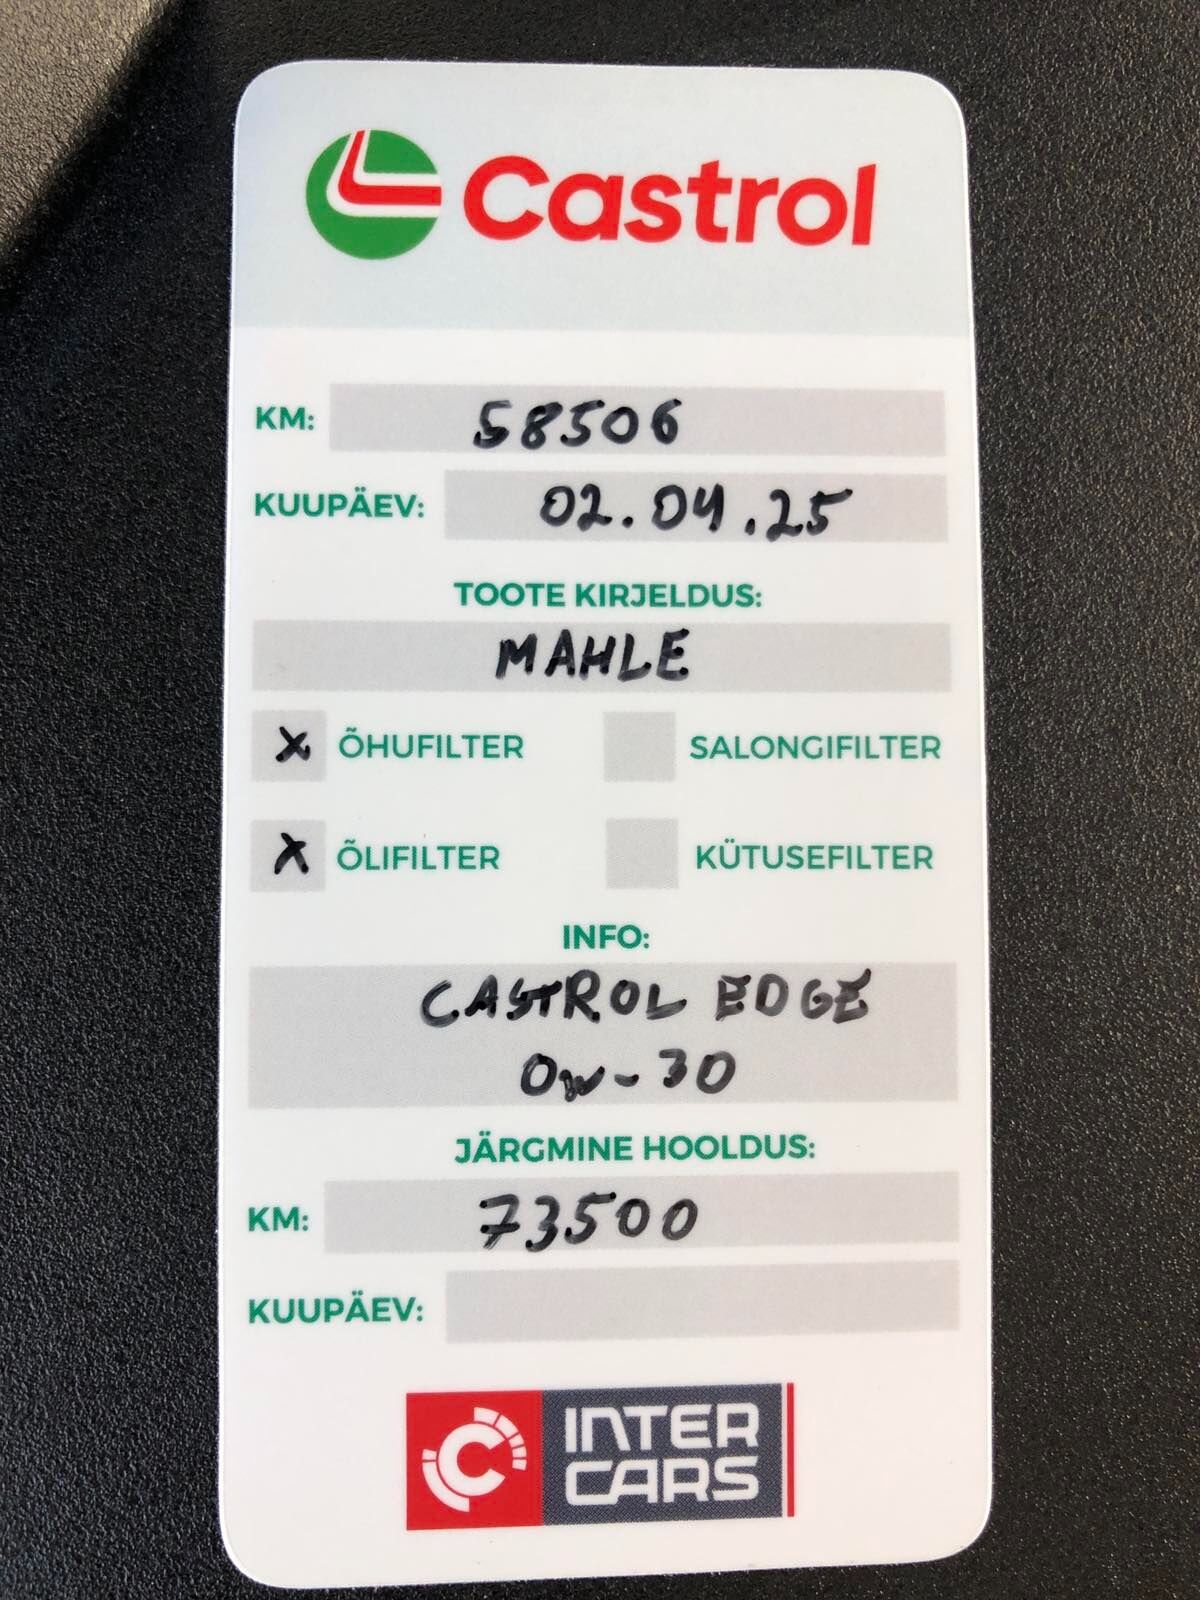 Castrol
KM: 58506
KUUPÄEV: 02.04.25
TOOTE KIRJELDUS:
MAHLE
X ÕHUFILTER SALONGIFILTER
X ÕLIFILTER KÜTUSEFILTER
INFO:
CASTROL EDGE
0w-30
JÄRGMINE HOOLDUS:
KM: 73500
KUUPÄEV:
C INTER
CARS